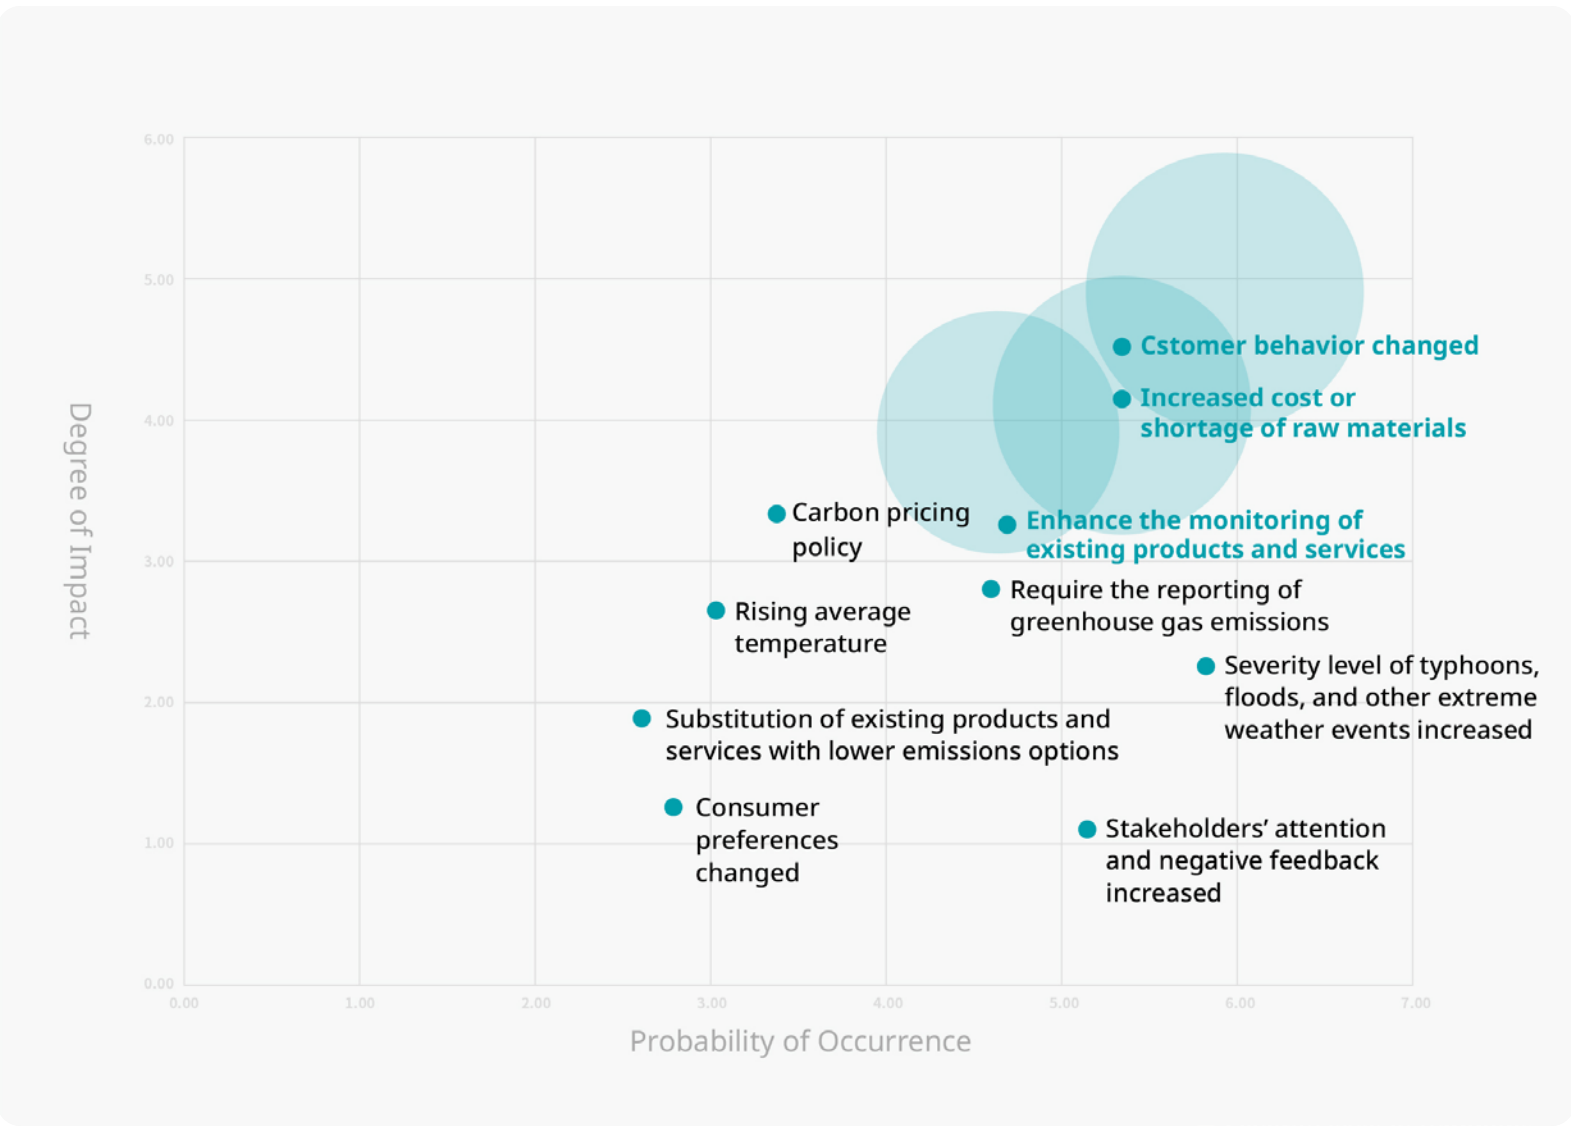 6.00
5.00
Cstomer behavior changed
Increased cost or
4.00
shortage of raw materials
Degree of Impact
Carbon pricing
policy
Enhance the monitoring of
existing products and services
3.00
Require the reporting of
greenhouse gas emissions
Rising average
temperature
Severity level of typhoons,
floods, and other extreme
weather events increased
2.00
Substitution of existing products and
services with lower emissions options
Consumer
preferences
changed
1.00
Stakeholders’ attention
and negative feedback
increased
0.00
0.00 1.00 2.00 3.00 4.00 5.00 6.00 7.00
Probability of Occurrence